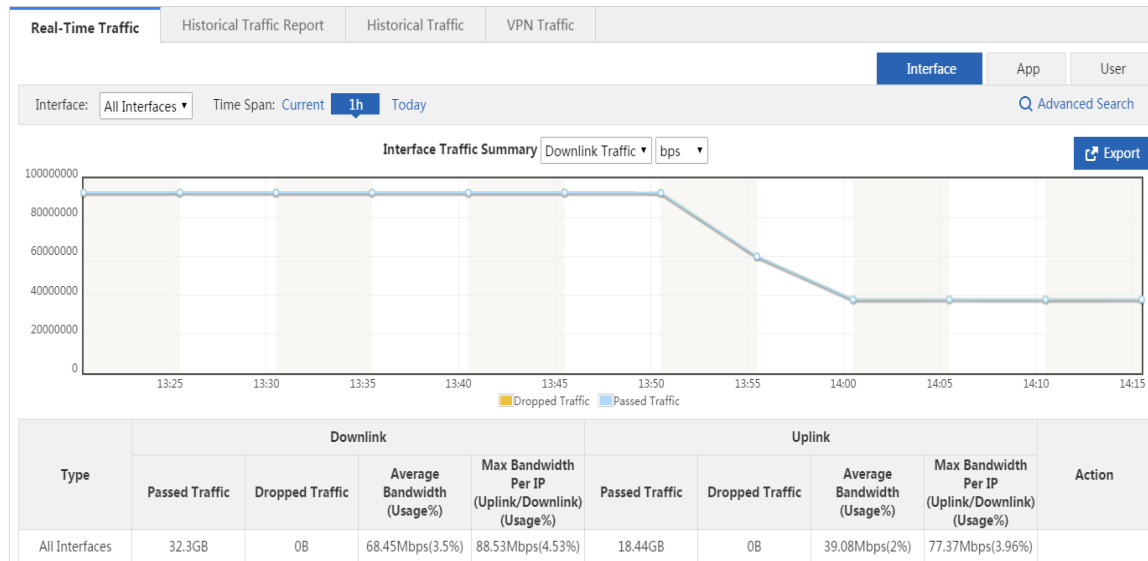 Real-Time Traffic Historical Traffic Report Historical Traffic VPN Traffic
Interface App User
Interface: All Interfaces Time Span: Current 1h Today Advanced Search
Interface Traffic Summary Downlink Traffic bps Export
100000000
80000000
60000000
40000000
20000000
0
13:25 13:30 13:35 13:40 13:45 13:50 13:55 14:00 14:05 14:10 14:15
Dropped Traffic Passed Traffic
Type Downlink Uplink Action
Passed Traffic Dropped Traffic Average Bandwidth (Usage%) Max Bandwidth Per IP (Uplink/Downlink) (Usage%) Passed Traffic Dropped Traffic Average Bandwidth (Usage%) Max Bandwidth Per IP (Uplink/Downlink) (Usage%)
All Interfaces 32.3GB 0B 68.45Mbps(3.5%) 88.53Mbps(4.53%) 18.44GB 0B 39.08Mbps(2%) 77.37Mbps(3.96%)